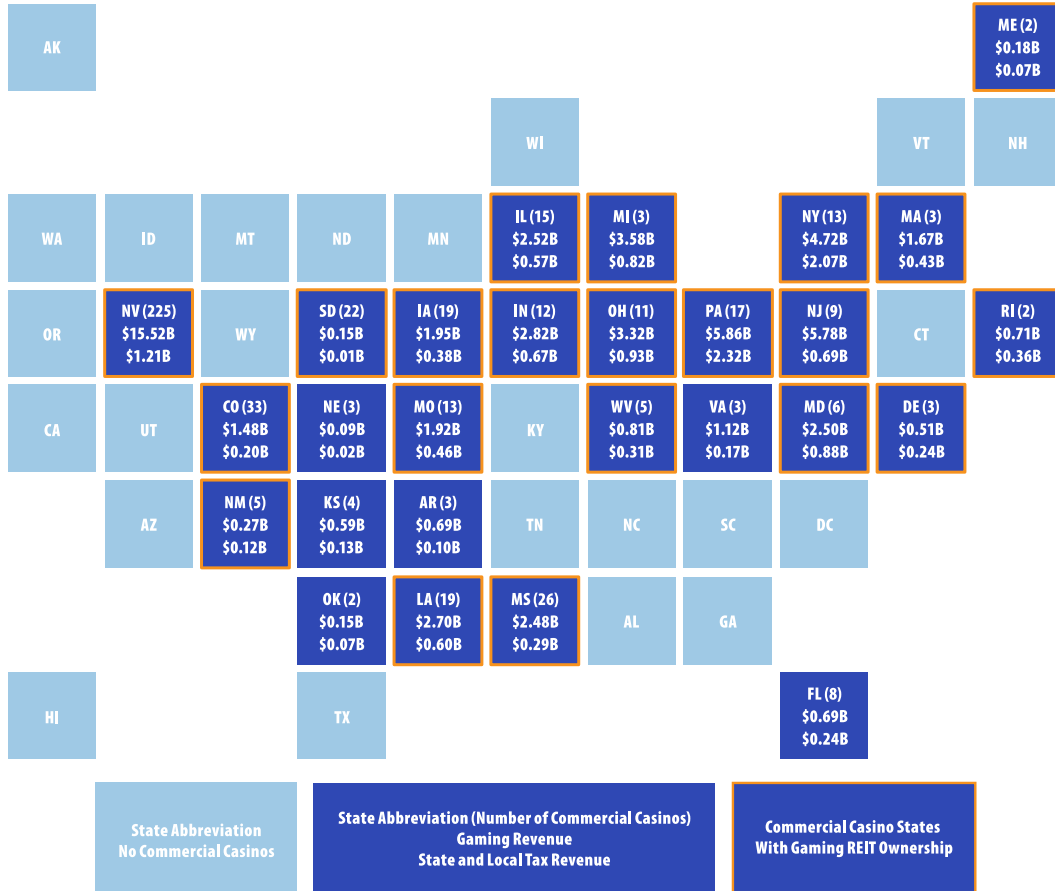 AK
ME (2)
$0.18B
$0.07B
WI
VT
NH
WA
ID
MT
ND
MN
IL (15)
$2.52B
$0.57B
MI (3)
$3.58B
$0.82B
NY (13)
$4.72B
$2.07B
MA (3)
$1.67B
$0.43B
OR
NV (225)
$15.52B
$1.21B
WY
SD (22)
$0.15B
$0.01B
IA (19)
$1.95B
$0.38B
IN (12)
$2.82B
$0.67B
OH (11)
$3.32B
$0.93B
PA (17)
$5.86B
$2.32B
NJ (9)
$5.78B
$0.69B
CT
RI (2)
$0.71B
$0.36B
CA
UT
CO (33)
$1.48B
$0.20B
NE (3)
$0.09B
$0.02B
MO (13)
$1.92B
$0.46B
KY
WV (5)
$0.81B
$0.31B
VA (3)
$1.12B
$0.17B
MD (6)
$2.50B
$0.88B
DE (3)
$0.51B
$0.24B
AZ
NM (5)
$0.27B
$0.12B
KS (4)
$0.59B
$0.13B
AR (3)
$0.69B
$0.10B
TN
NC
SC
DC
OK (2)
$0.15B
$0.07B
LA (19)
$2.70B
$0.60B
MS (26)
$2.48B
$0.29B
AL
GA
HI
TX
FL (8)
$0.69B
$0.24B
State Abbreviation
No Commercial Casinos
State Abbreviation (Number of Commercial Casinos)
Gaming Revenue
State and Local Tax Revenue
Commercial Casino States
With Gaming REIT Ownership